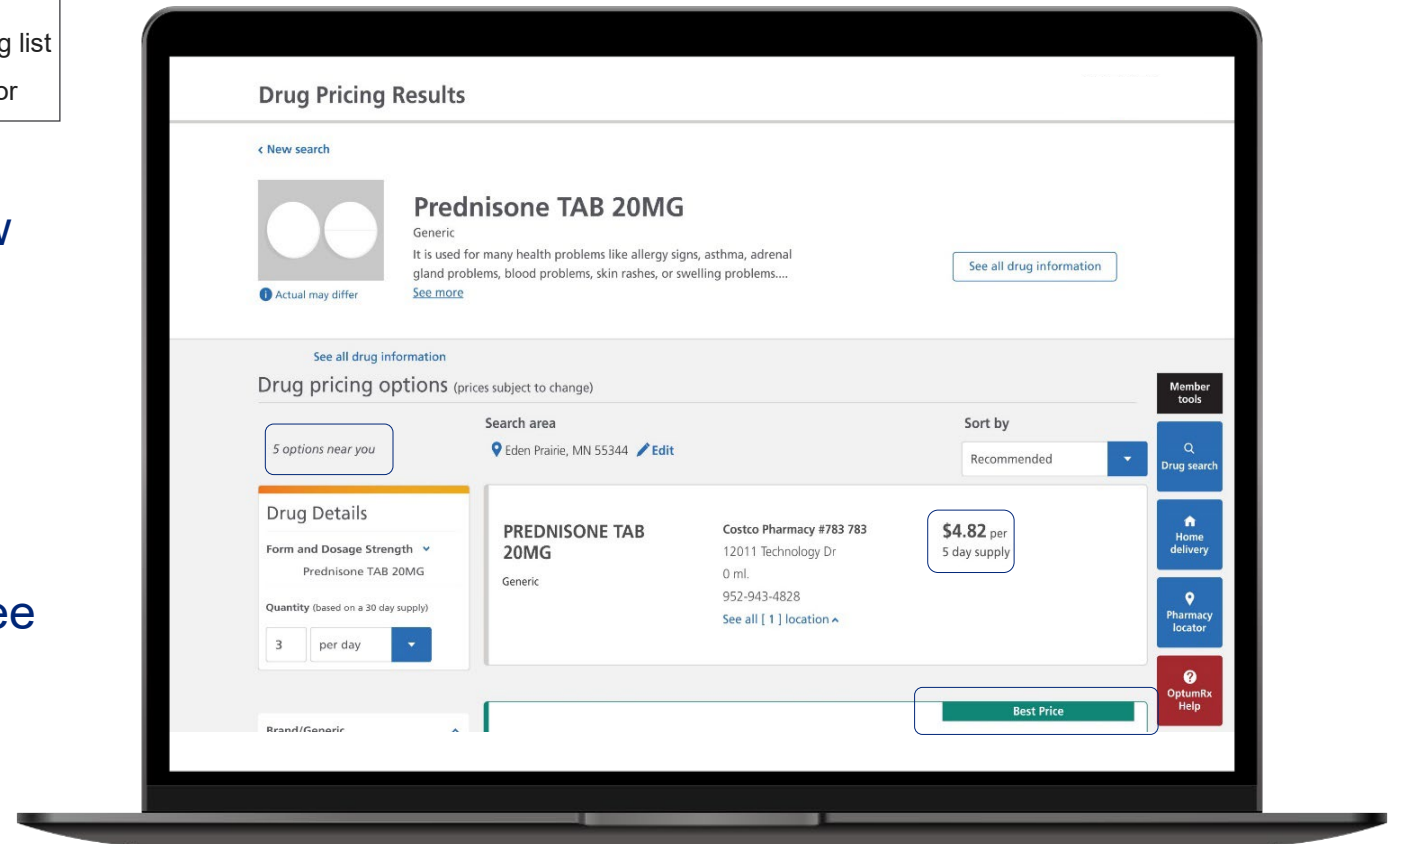 g list
or
w
ee
Drug Pricing Results
< New search
Prednisone TAB 20MG
Generic
It is used for many health problems like allergy signs, asthma, adrenal
gland problems, blood problems, skin rashes, or swelling problems....
See more
Actual may differ
See all drug information
See all drug information
Drug pricing options (prices subject to change)
5 options near you
Search area
Eden Prairie, MN 55344 Edit
Sort by
Recommended
Drug Details
Form and Dosage Strength
Prednisone TAB 20MG
Quantity (based on a 30 day supply)
3 per day
Brand/Generic
PREDNISONE TAB
20MG
Generic
Costco Pharmacy #783 783
12011 Technology Dr
0 ml.
952-943-4828
See all [ 1 ] location
$4.82 per
5 day supply
Best Price
Member
tools
Drug search
Home
delivery
Pharmacy
locator
OptumRx
Help